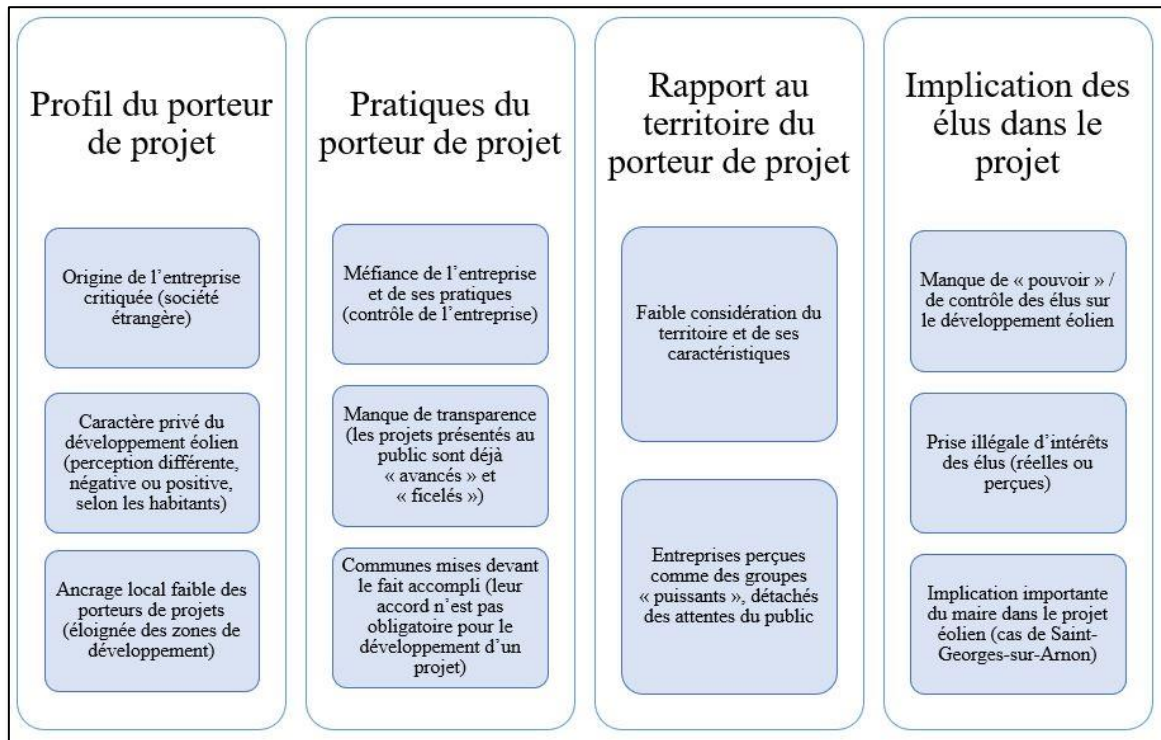 Profil du porteur
de projet
Origine de l’entreprise
critiquée (société
étrangère)
Caractère privé du
développement éolien
(perception différente,
négative ou positive,
selon les habitants)
Ancrage local faible des
porteurs de projets
(éloignée des zones de
développement)
Pratiques du
porteur de projet
Méfiance de l’entreprise
et de ses pratiques
(contrôle de l’entreprise)
Manque de transparence
(les projets présentés au
public sont déjà
« avancés » et
« ficelés »)
Communes mises devant
le fait accompli (leur
accord n’est pas
obligatoire pour le
développement d’un
projet)
Rapport au
territoire du
porteur de projet
Faible considération du
territoire et de ses
caractéristiques
Entreprises perçues
comme des groupes
« puissants », détachés
des attentes du public
Implication des
élus dans le
projet
Manque de « pouvoir » /
de contrôle des élus sur
le développement éolien
Prise illégale d’intérêts
des élus (réelles ou
perçues)
Implication importante
du maire dans le projet
éolien (cas de Saint-
Georges-sur-Arnon)